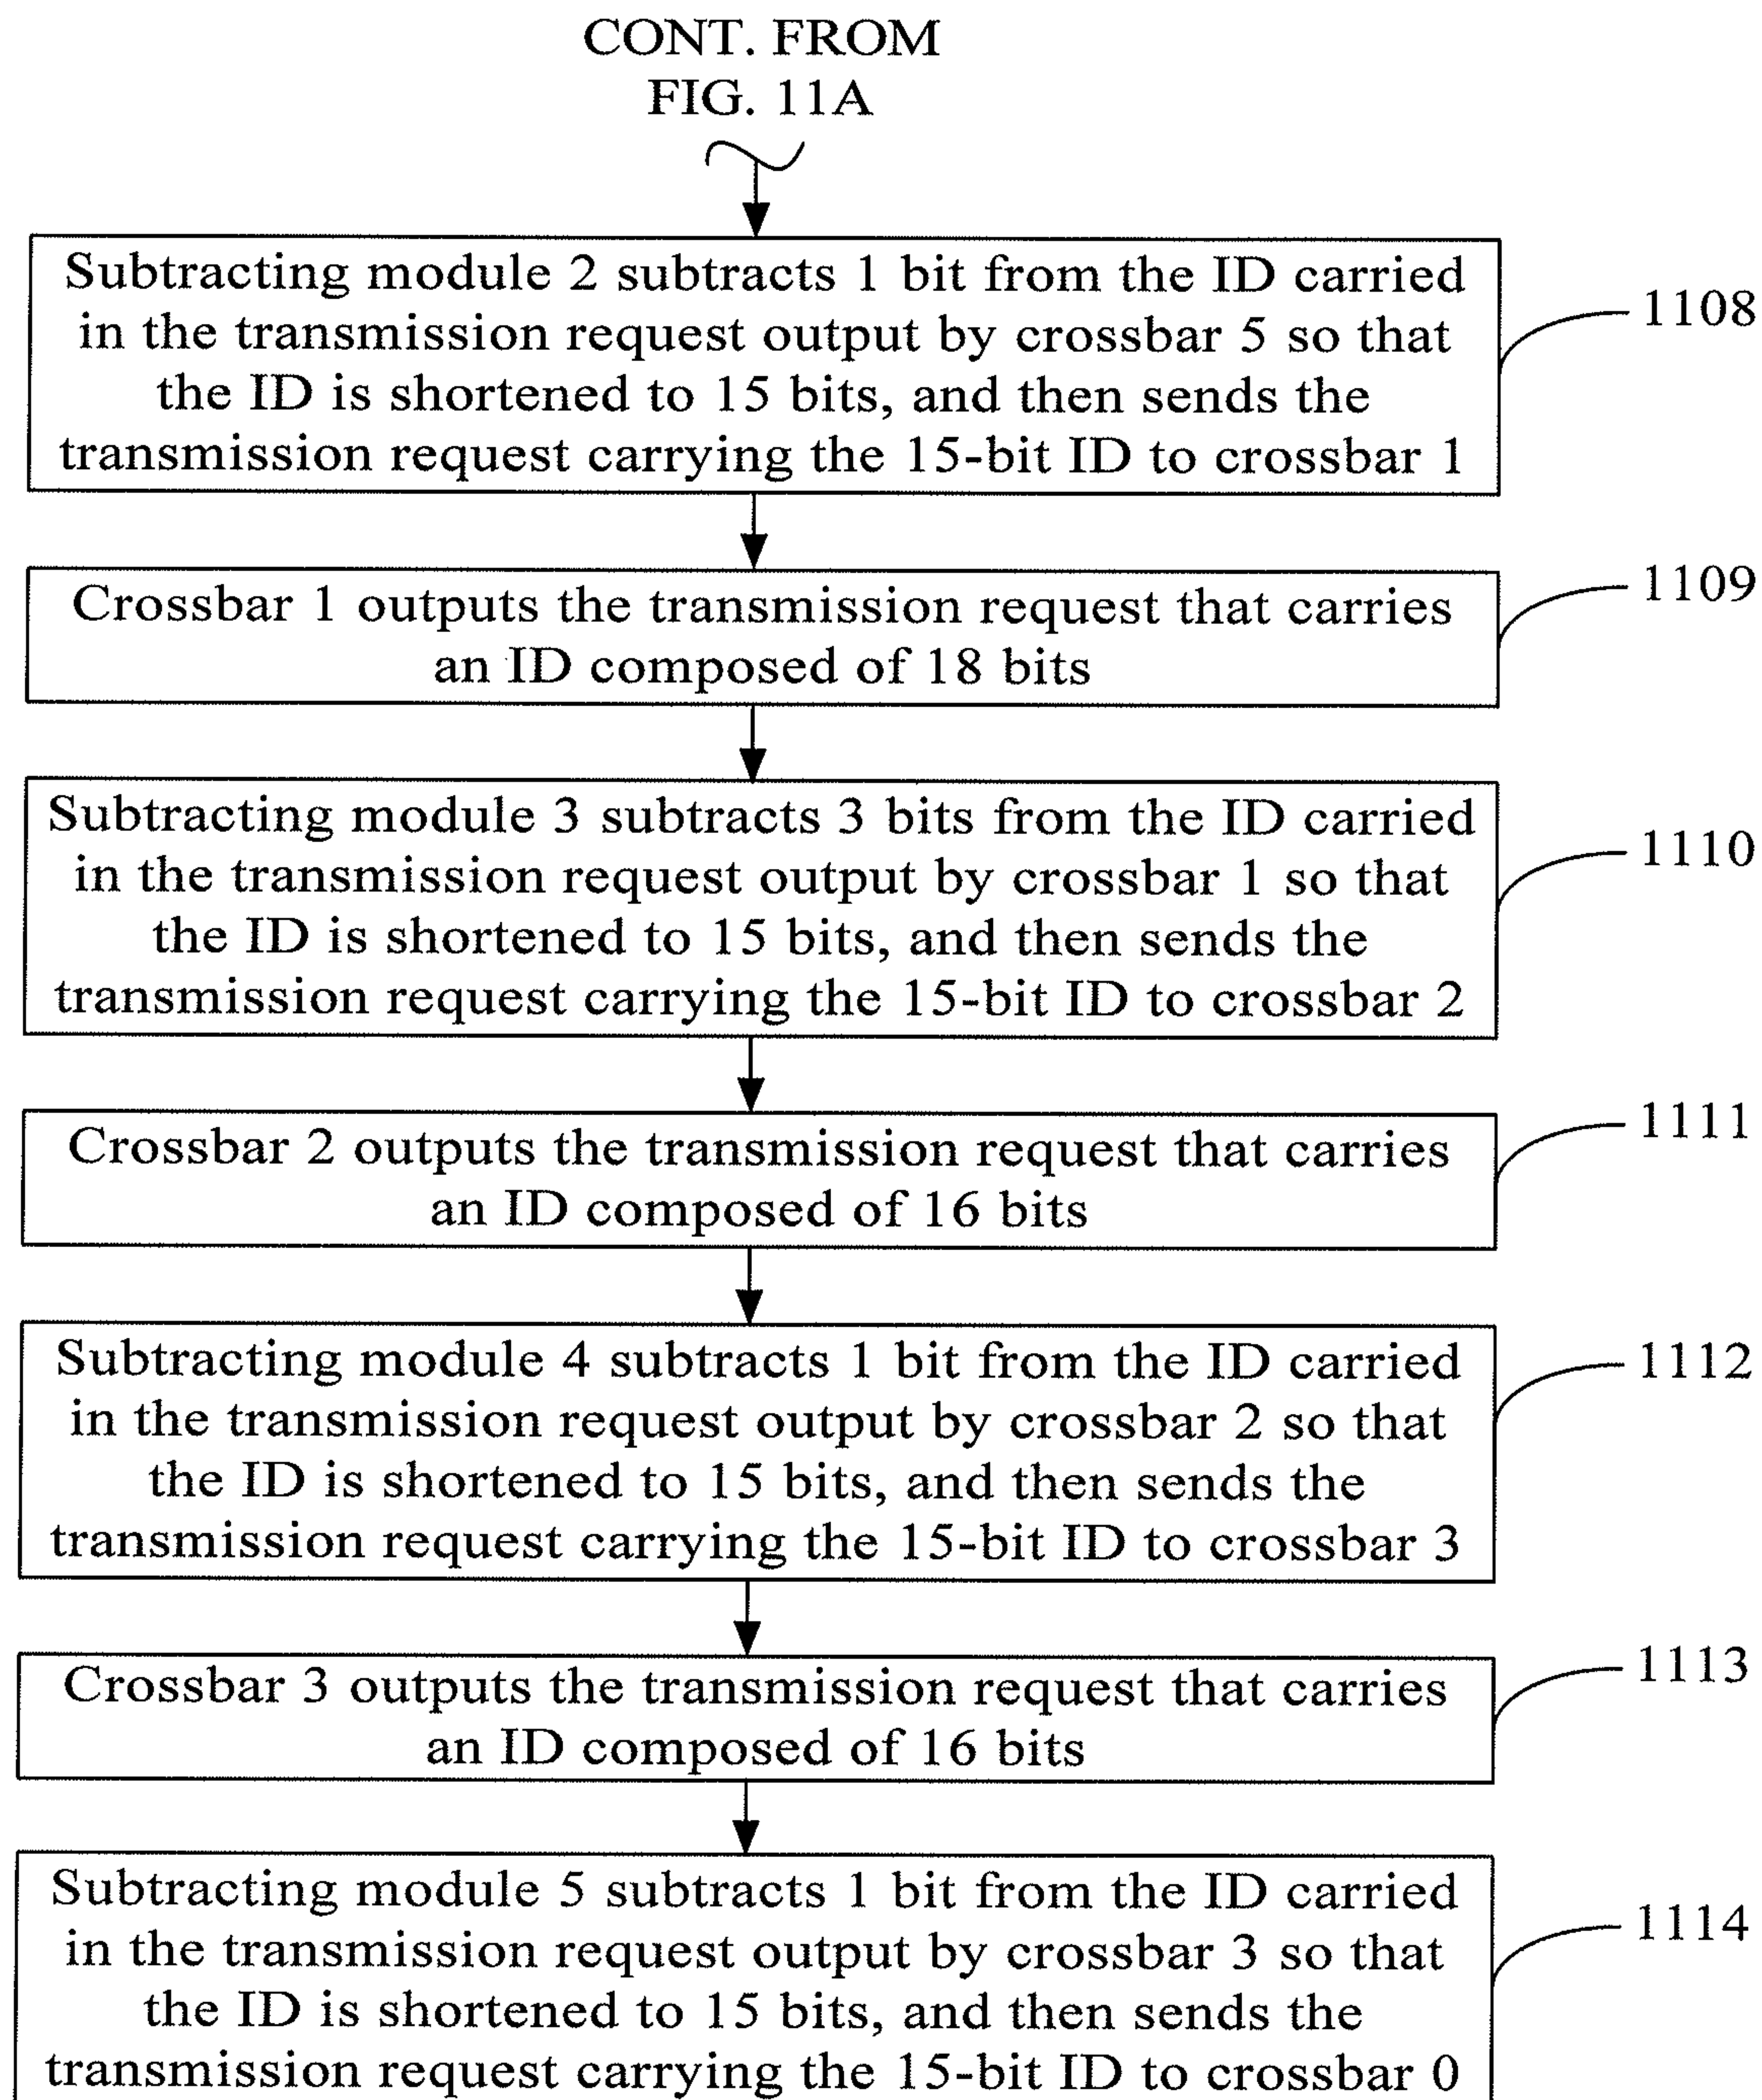 CONT. FROM
FIG. 11A
Subtracting module 2 subtracts 1 bit from the ID carried
in the transmission request output by crossbar 5 so that
the ID is shortened to 15 bits, and then sends the
transmission request carrying the 15-bit ID to crossbar 1
1108
Crossbar 1 outputs the transmission request that carries
an ID composed of 18 bits
1109
Subtracting module 3 subtracts 3 bits from the ID carried
in the transmission request output by crossbar 1 so that
the ID is shortened to 15 bits, and then sends the
transmission request carrying the 15-bit ID to crossbar 2
1110
Crossbar 2 outputs the transmission request that carries
an ID composed of 16 bits
1111
Subtracting module 4 subtracts 1 bit from the ID carried
in the transmission request output by crossbar 2 so that
the ID is shortened to 15 bits, and then sends the
transmission request carrying the 15-bit ID to crossbar 3
1112
Crossbar 3 outputs the transmission request that carries
an ID composed of 16 bits
1113
Subtracting module 5 subtracts 1 bit from the ID carried
in the transmission request output by crossbar 3 so that
the ID is shortened to 15 bits, and then sends the
transmission request carrying the 15-bit ID to crossbar 0
1114